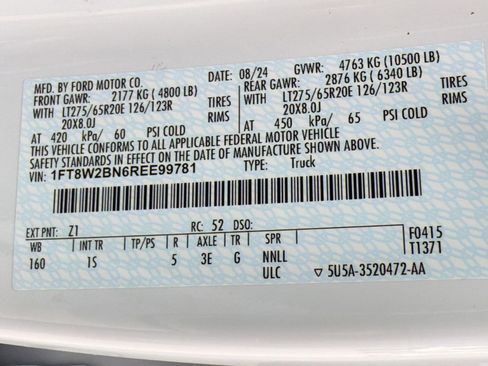 MFD. BY FORD MOTOR CO. DATE: 08/24 GVWR: 4763 KG (10500 LB)
FRONT GAWR: 2177 KG (4800 LB) REAR GAWR: 2876 KG (6340 LB)
LT275/65R20E 126/123R TIRES LT275/65R20E 126/123R TIRES
20X8.0J RIMS 20X8.0J RIMS
AT 420 kPa/ 60 PSI COLD AT 450 kPa/ 65 PSI COLD
THIS VEHICLE CONFORMS TO ALL APPLICABLE FEDERAL MOTOR VEHICLE
SAFETY STANDARDS IN EFFECT ON THE DATE OF MANUFACTURE SHOWN ABOVE.
VIN: 1FT8W2BN6REE99781 TYPE: Truck
EXT PNT: Z1 RC: 52 DSO: F0415
WB INT TR TP/PS R AXLE TR SPR T1371
160 1S 5 3E G NNLL
ULC ▽ 5U5A-3520472-AA